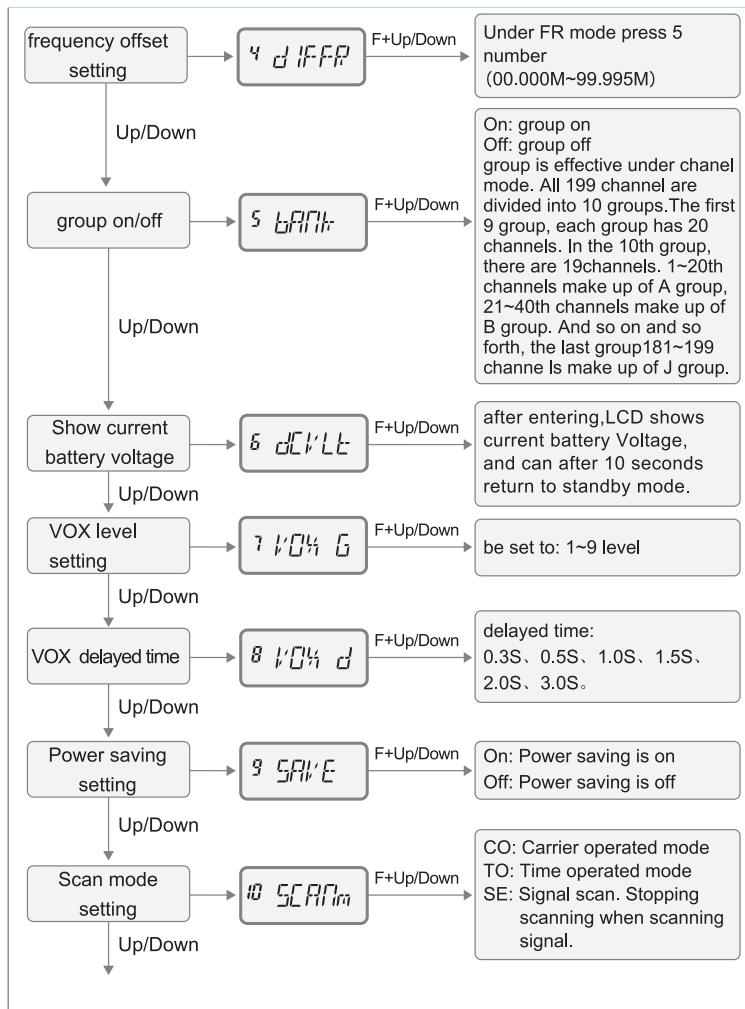 frequency offset
setting
4 dIFFR
F+Up/Down
Under FR mode press 5
number
（00.000M~99.995M）
Up/Down
group on/off
5 bANk
F+Up/Down
On: group on
Off: group off
group is effective under chanel
mode. All 199 channel are
divided into 10 groups.The first
9 group, each group has 20
channels. In the 10th group,
there are 19channels. 1~20th
channels make up of A group,
21~40th channels make up of
B group. And so on and so
forth, the last group181~199
channe ls make up of J group.
Up/Down
Show current
battery voltage
6 dCVLt
F+Up/Down
after entering,LCD shows
current battery Voltage,
and can after 10 seconds
return to standby mode.
Up/Down
VOX level
setting
7 VOX G
F+Up/Down
be set to: 1~9 level
Up/Down
VOX delayed time
8 VOX d
F+Up/Down
delayed time:
0.3S、0.5S、1.0S、1.5S、
2.0S、3.0S。
Up/Down
Power saving
setting
9 SAVE
F+Up/Down
On: Power saving is on
Off: Power saving is off
Up/Down
Scan mode
setting
10 SCANm
F+Up/Down
CO: Carrier operated mode
TO: Time operated mode
SE: Signal scan. Stopping
scanning when scanning
signal.
Up/Down